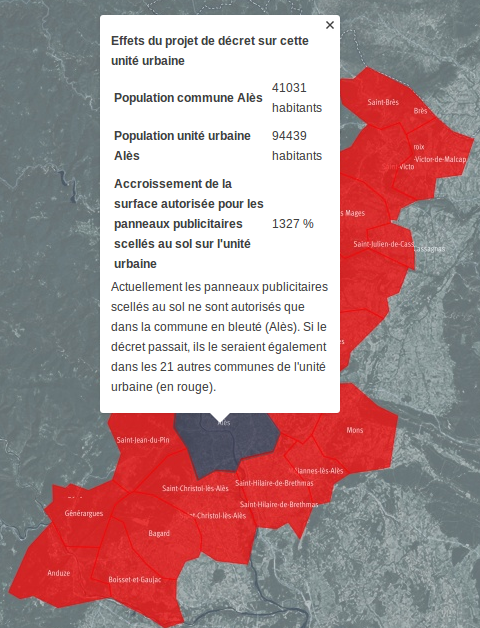 ×
Effets du projet de décret sur cette
unité urbaine
Population commune Alès
41031
habitants
Population unité urbaine
Alès
94439
habitants
Accroissement de la
surface autorisée pour les
panneaux publicitaires
scellés au sol sur l'unité
urbaine
1327 %
Actuellement les panneaux publicitaires
scellés au sol ne sont autorisés que
dans la commune en bleuté (Alès). Si le
décret passait, ils le seraient également
dans les 21 autres communes de l'unité
urbaine (en rouge).
Saint-Brès
Brès
-Victor-de-Malcap
Victo
s Mages
Saint-Julien-de-Cass
Alès
Saint-Jean-du-Pin
Mons
Saint-Hilaire-de-Brethmas
Saint-Christol-lès-Alès
Saint-Hilaire-de-Brethmas
t-Christol-lès-Alès
Générargues
Bagard
Anduze
Boisset-et-Gaujac